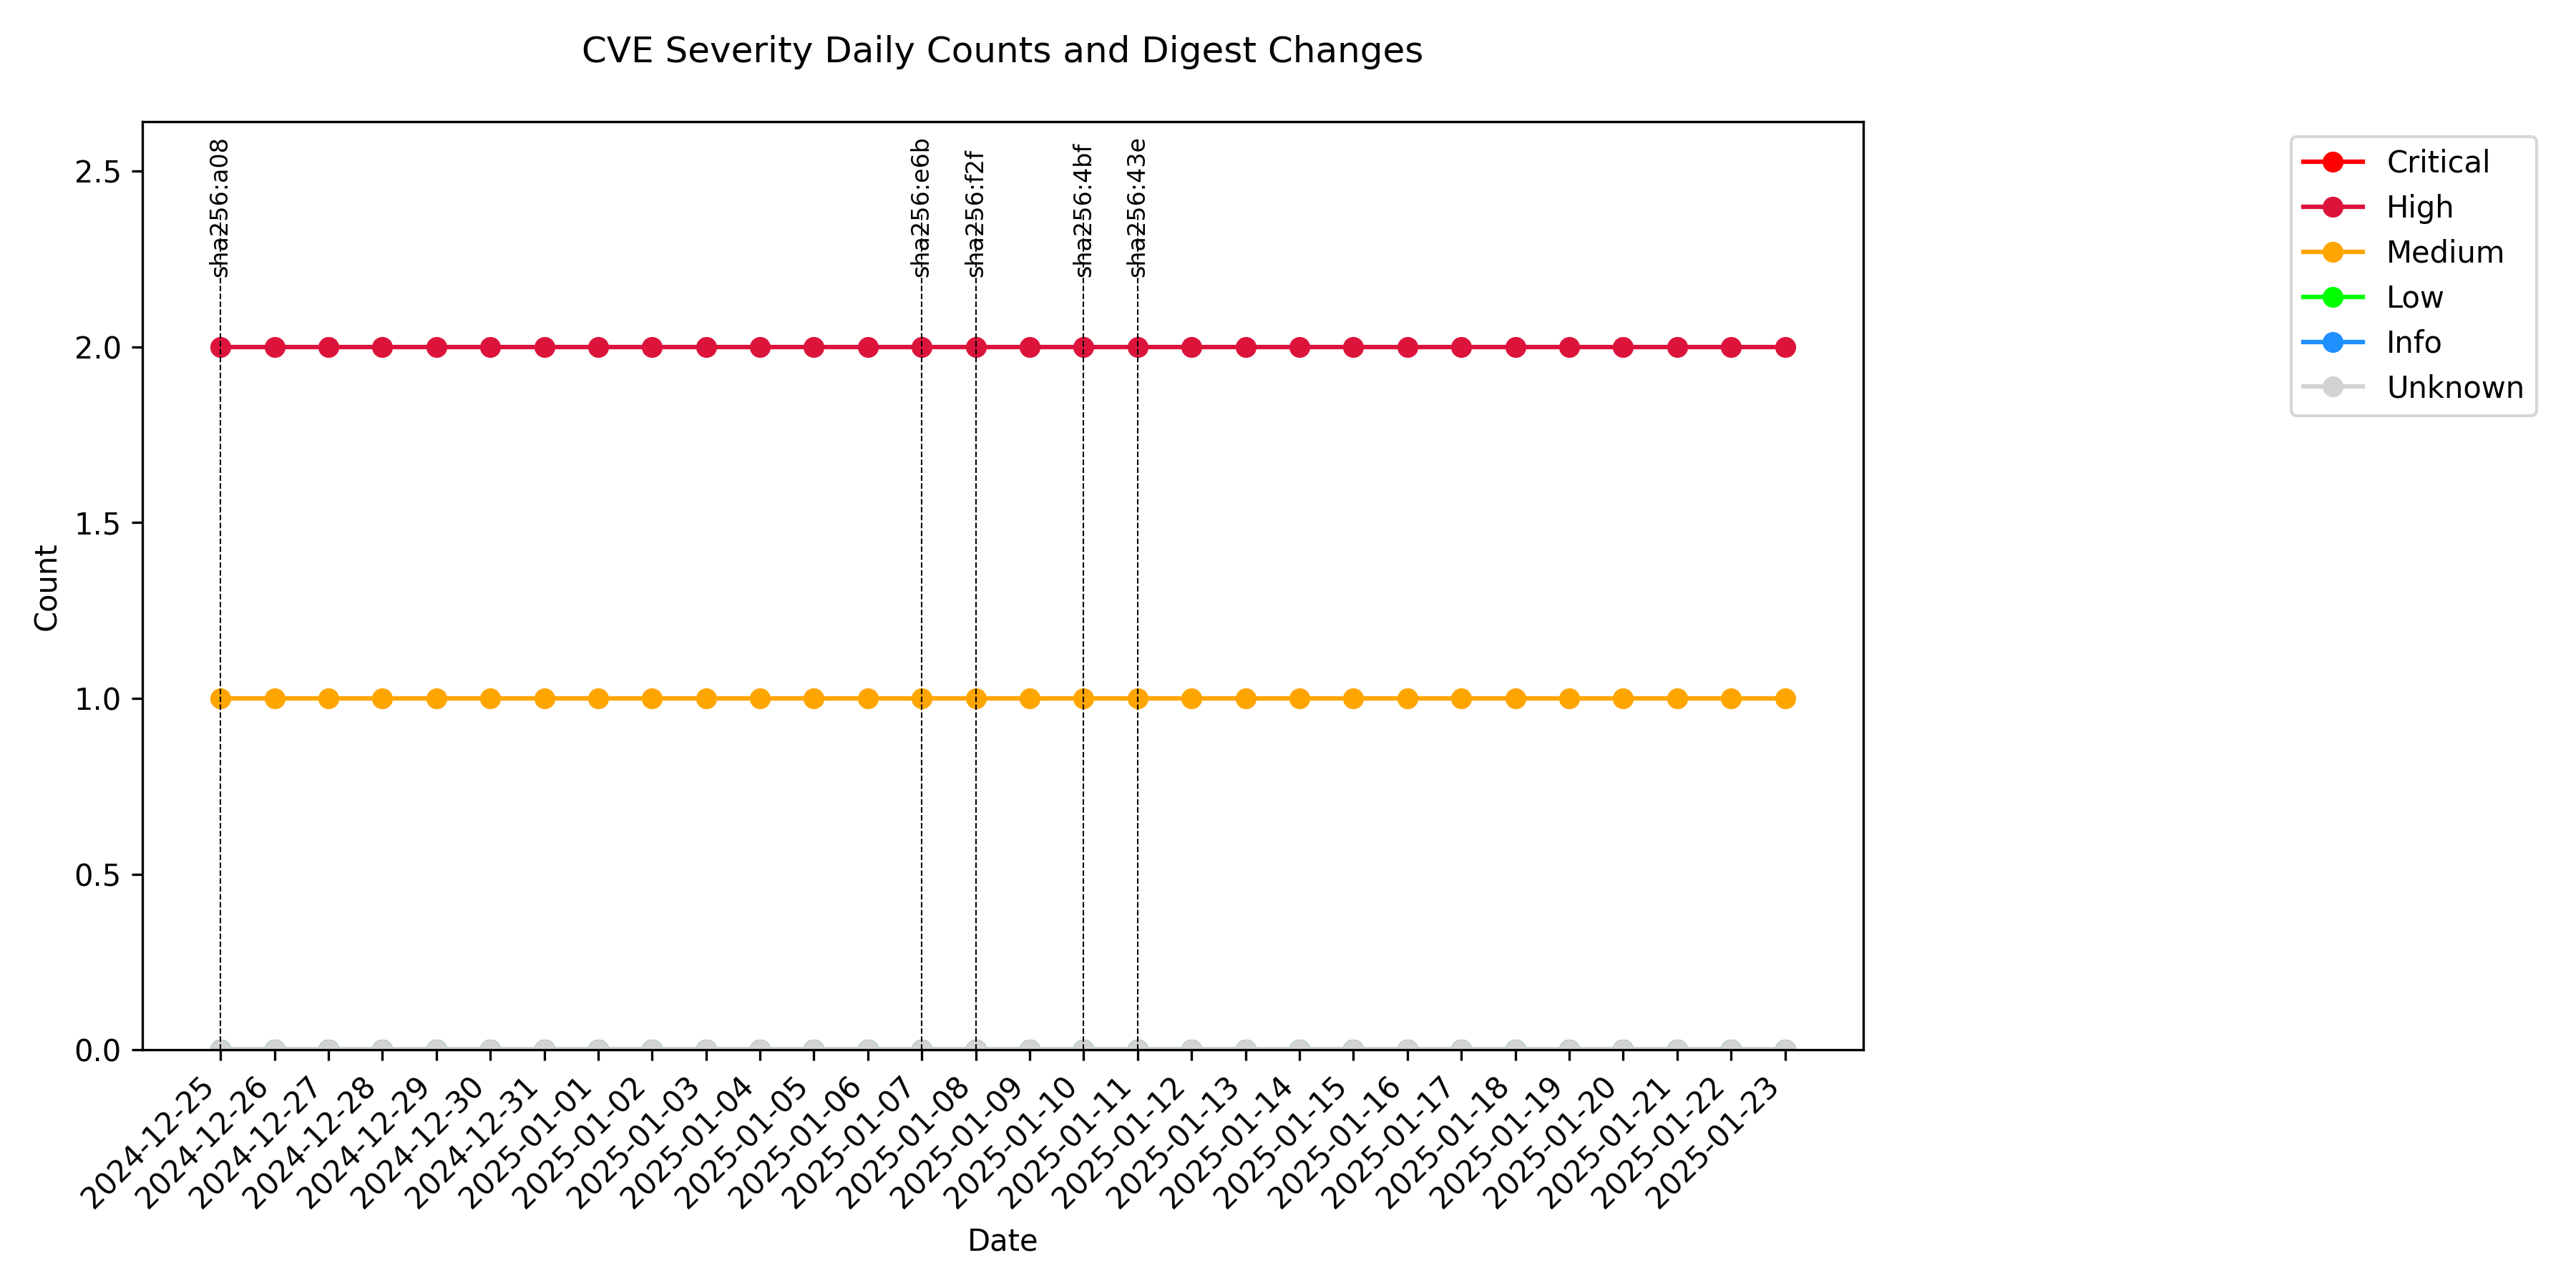 CVE Severity Daily Counts and Digest Changes
sha256:a08
sha256:e6b
sha256:f2f
sha256:4bf
sha256:43e
2.5
2.0
1.5
1.0
0.5
0.0
Count
2024-12-25
2024-12-26
2024-12-27
2024-12-28
2024-12-29
2024-12-30
2024-12-31
2025-01-01
2025-01-02
2025-01-03
2025-01-04
2025-01-05
2025-01-06
2025-01-07
2025-01-08
2025-01-09
2025-01-10
2025-01-11
2025-01-12
2025-01-13
2025-01-14
2025-01-15
2025-01-16
2025-01-17
2025-01-18
2025-01-19
2025-01-20
2025-01-21
2025-01-22
2025-01-23
Date
Critical
High
Medium
Low
Info
Unknown